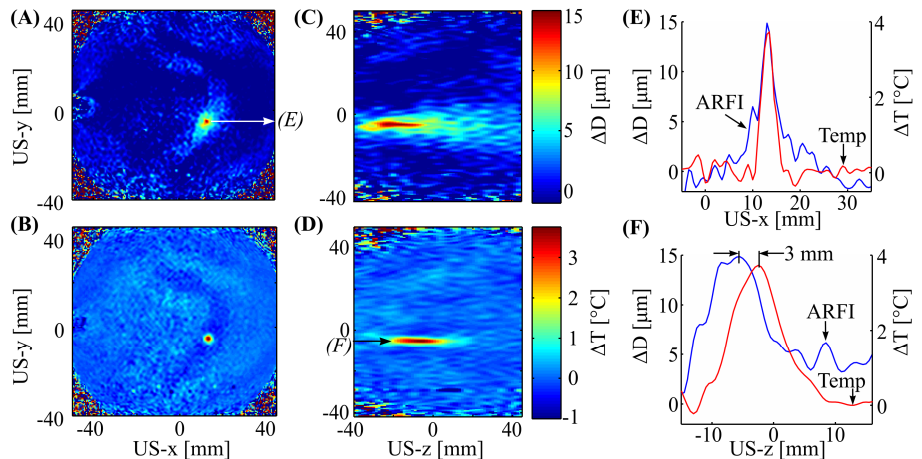 (A)
40
0
-40
US-y [mm]
(E)
(B)
40
0
-40
US-y [mm]
-40
0
40
US-x [mm]
(C)
40
0
-40
15
10
5
0
ΔD [µm]
(D)
40
0
-40
(F)
-40
0
40
US-z [mm]
3
2
1
0
-1
ΔT [°C]
(E)
15
10
5
0
ΔD [µm]
ARFI
Temp
4
2
0
ΔT [°C]
0
10
20
30
US-x [mm]
(F)
15
10
5
0
ΔD [µm]
3 mm
ARFI
Temp
4
2
0
ΔT [°C]
-10
0
10
US-z [mm]